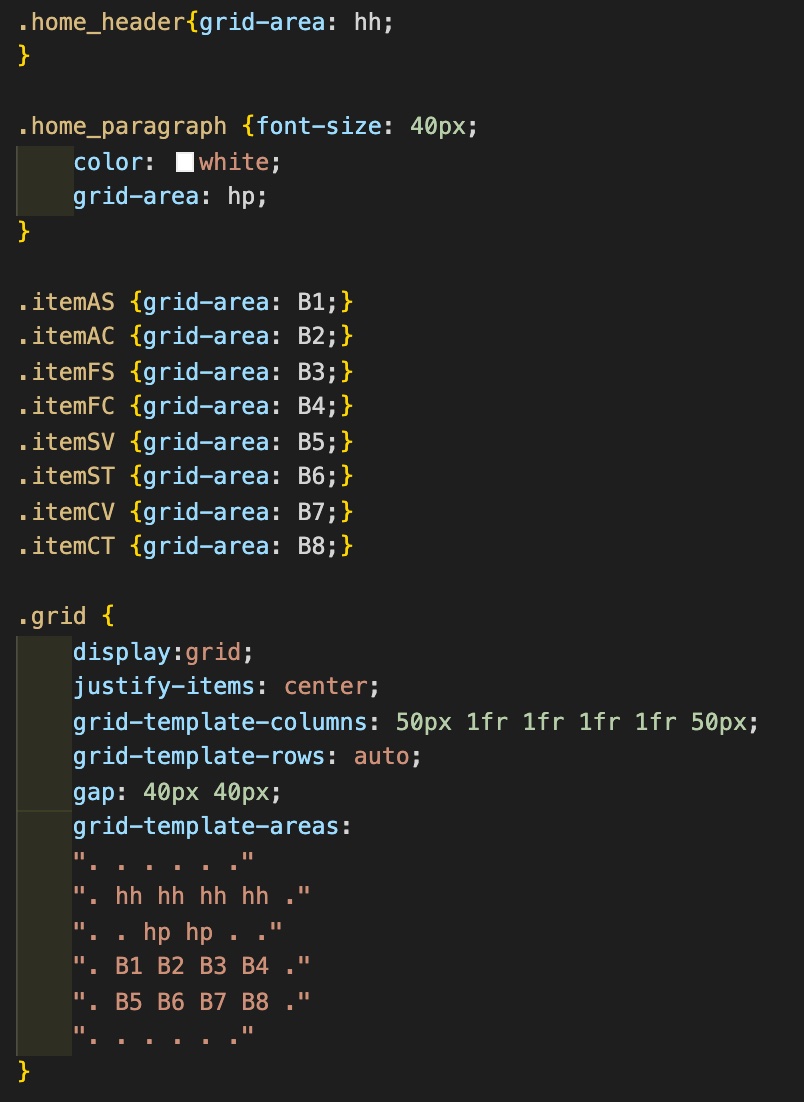 .home_header{grid-area: hh;
}
.home_paragraph {font-size: 40px;
color: white;
grid-area: hp;
}
.itemAS {grid-area: B1;}
.itemAC {grid-area: B2;}
.itemFS {grid-area: B3;}
.itemFC {grid-area: B4;}
.itemSV {grid-area: B5;}
.itemST {grid-area: B6;}
.itemCV {grid-area: B7;}
.itemCT {grid-area: B8;}
.grid {
display:grid;
justify-items: center;
grid-template-columns: 50px 1fr 1fr 1fr 1fr 50px;
grid-template-rows: auto;
gap: 40px 40px;
grid-template-areas:
". . . . . ."
". hh hh hh hh ."
". . hp hp . ."
". B1 B2 B3 B4 ."
". B5 B6 B7 B8 ."
". . . . . ."
}